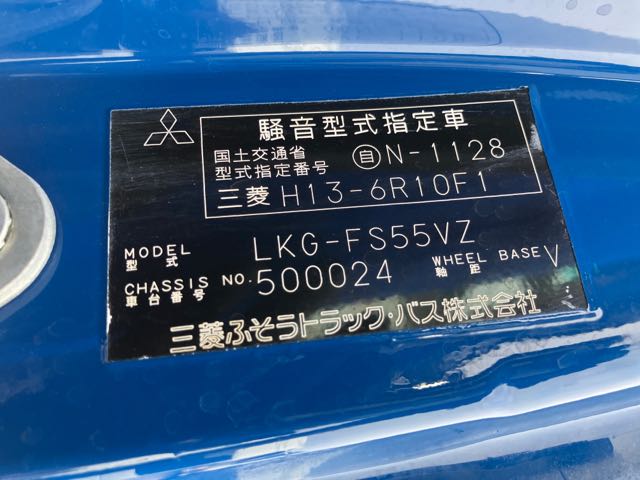 騒音型式指定車
国土交通省
型式指定番号
自N-1128
三菱 H13-6R10F1
MODEL
型式
LKG-FS55VZ
CHASSIS NO.
車台番号
500024
WHEEL BASE
軸距
V
三菱ふそうトラック・バス株式会社